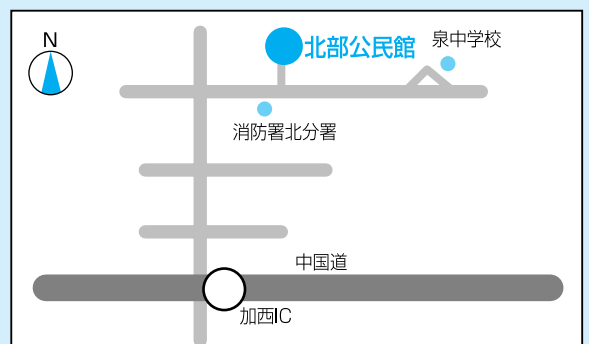 N
北部公民館
泉中学校
消防署北分署
中国道
加西IC